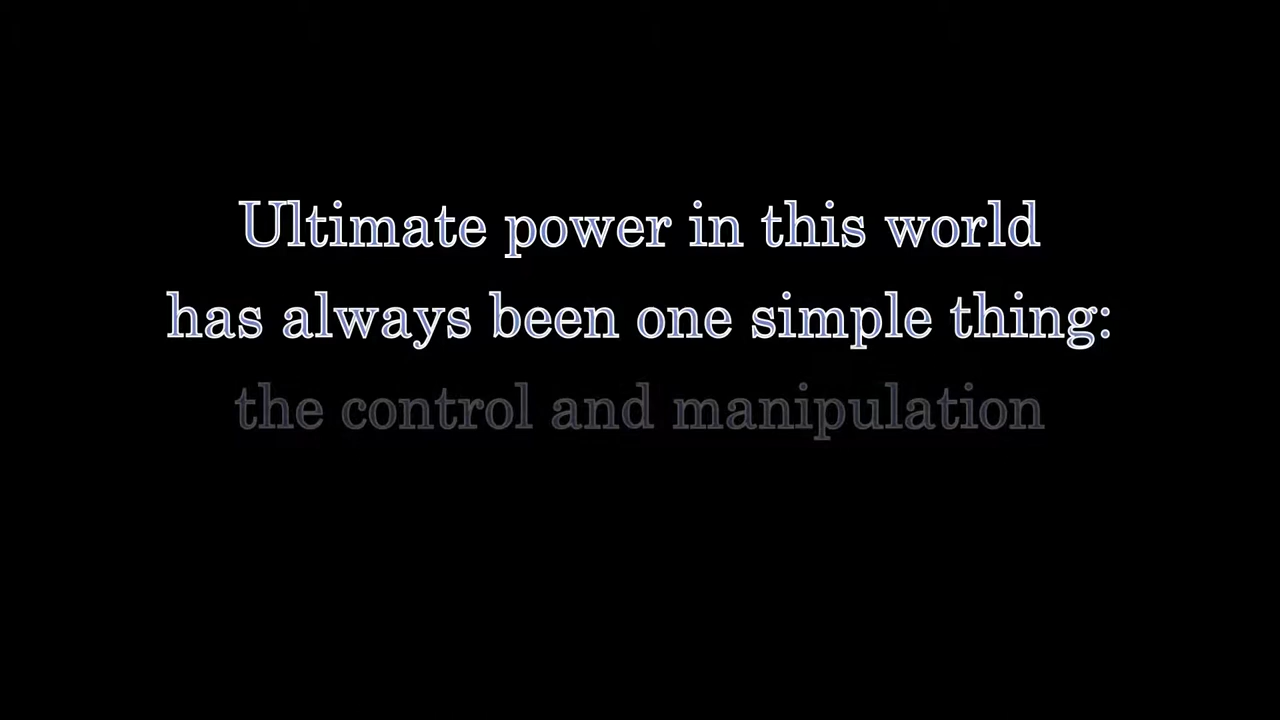 Ultimate power in this world
has always been one simple thing:
the control and manipulation